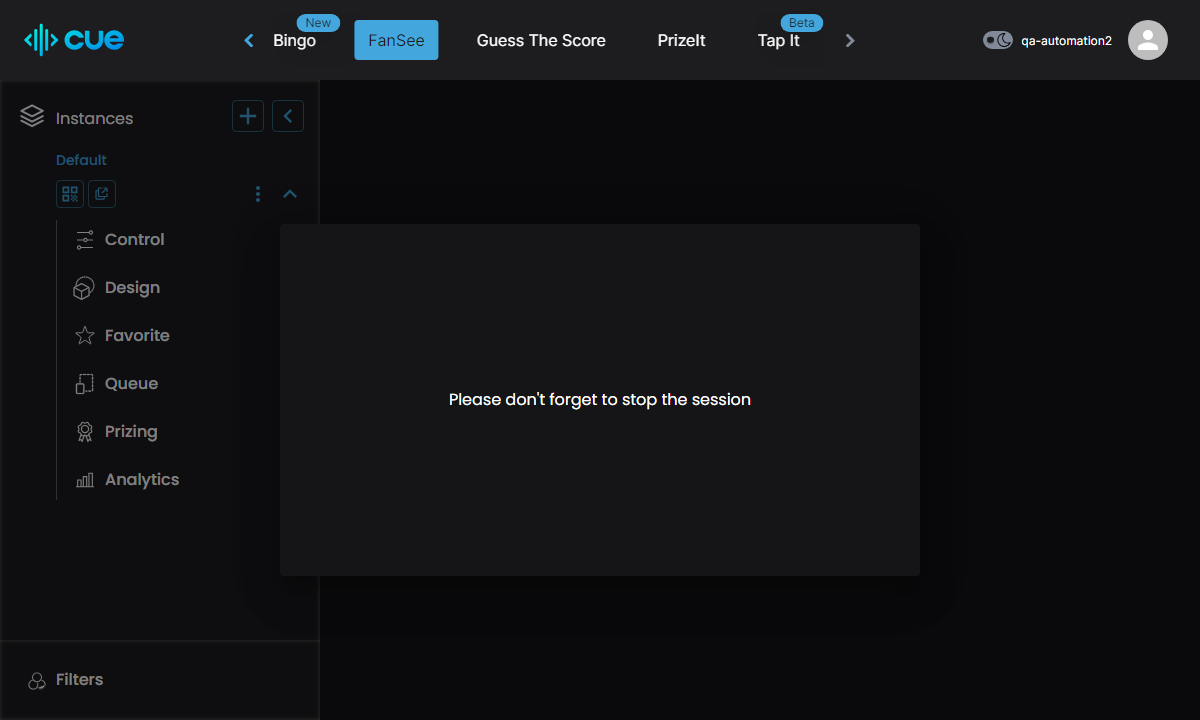 cue
New
Bingo
FanSee
Guess The Score
PrizeIt
Beta
Tap It
qa-automation2
Instances
Default
Control
Design
Favorite
Queue
Prizing
Analytics
Please don't forget to stop the session
Filters